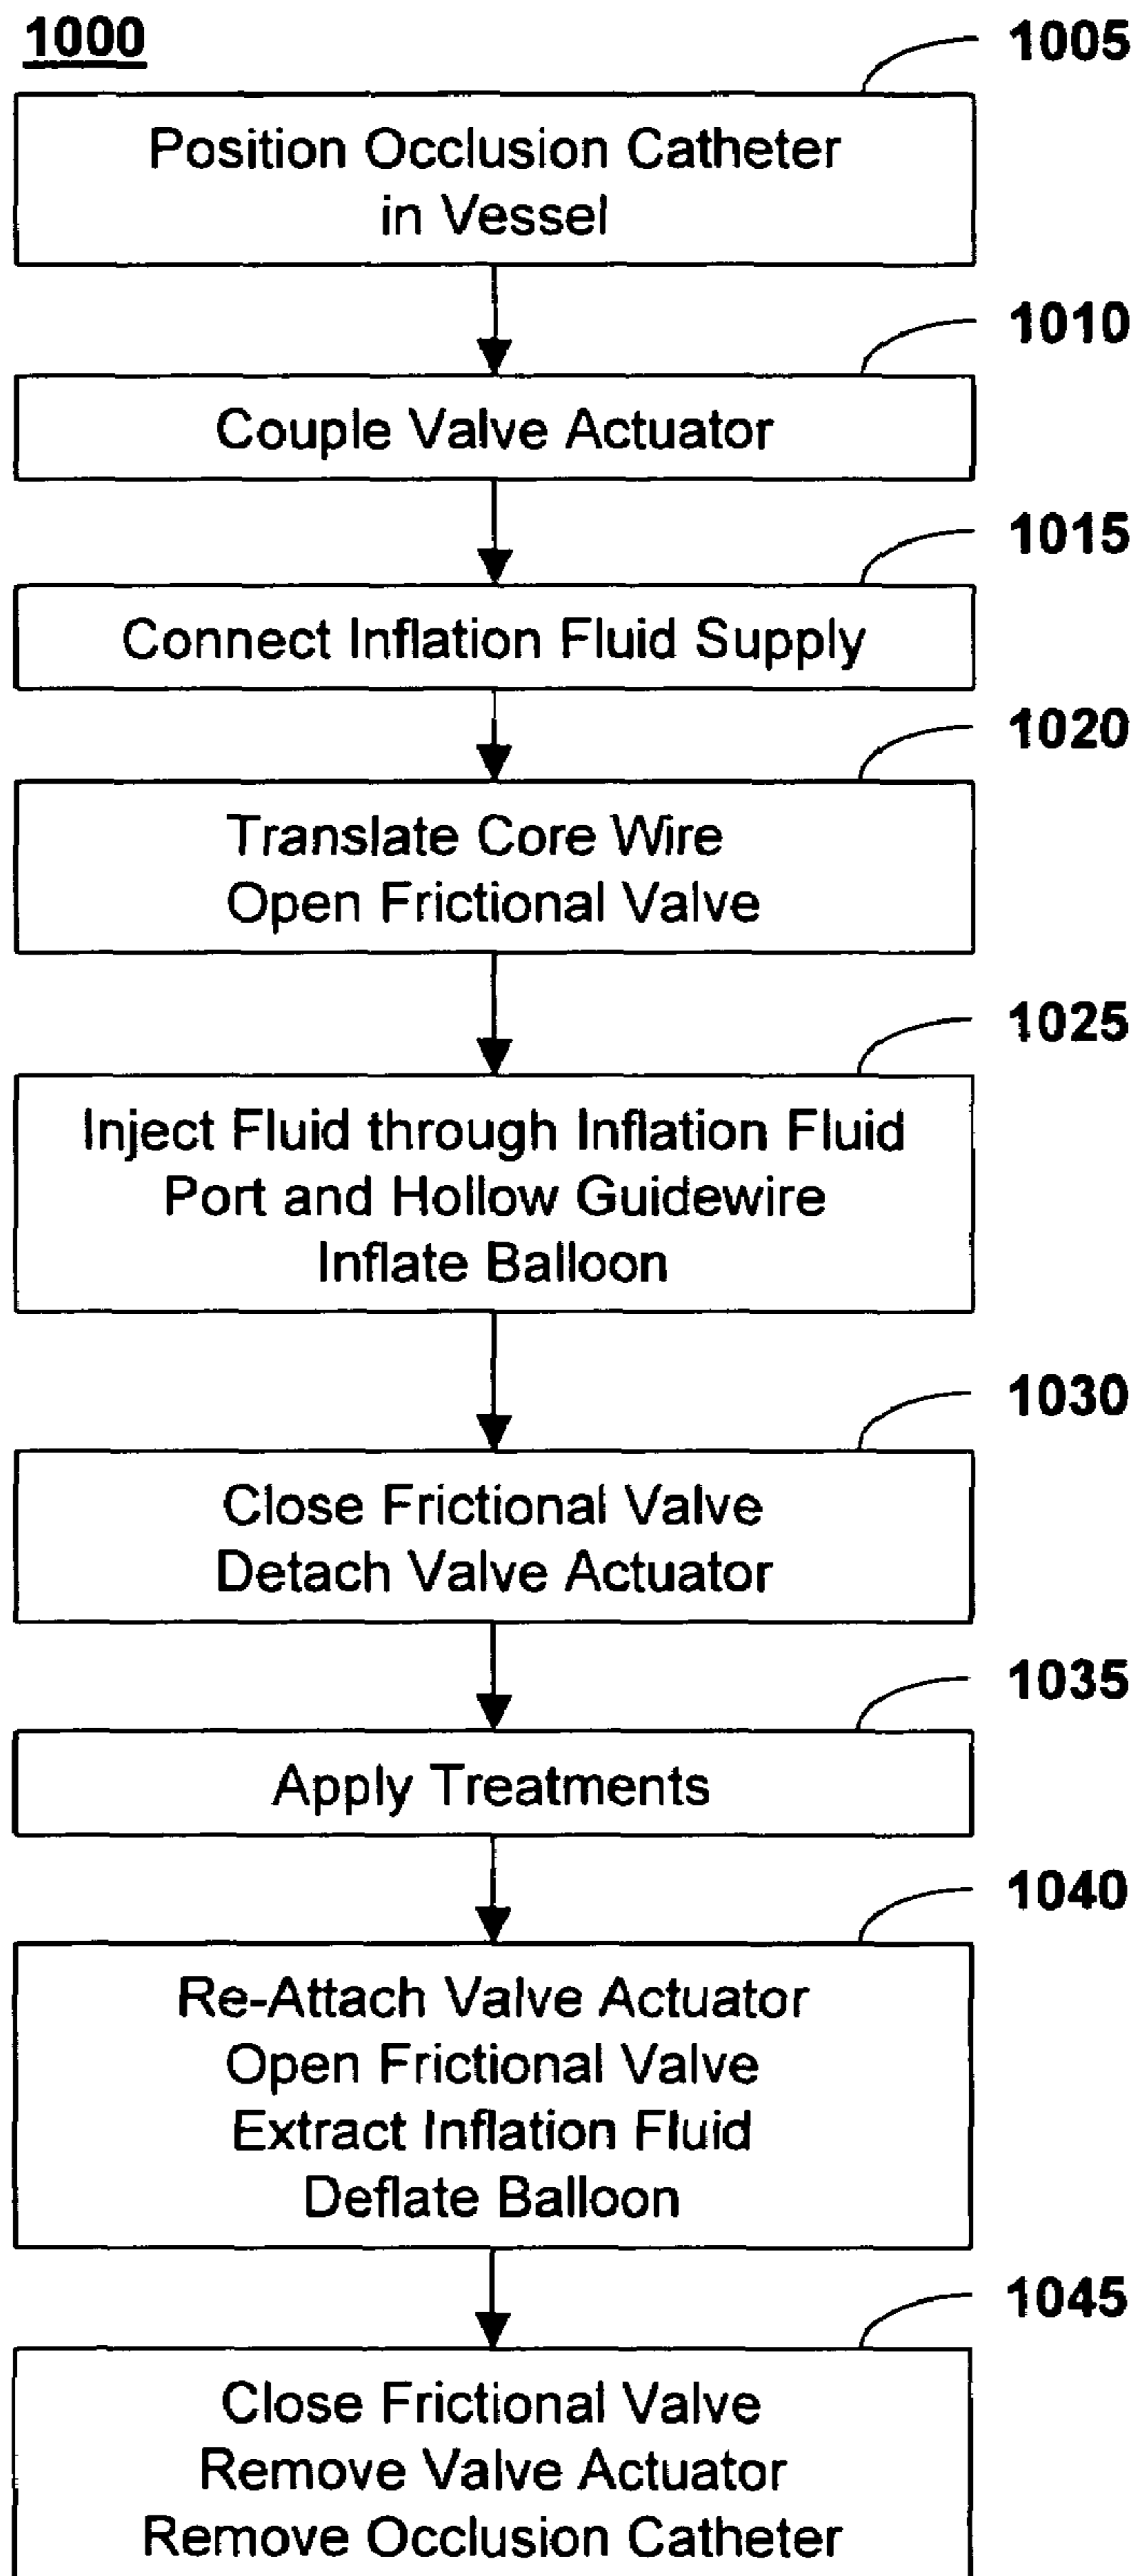 1000
1005
Position Occlusion Catheter
in Vessel
1010
Couple Valve Actuator
1015
Connect Inflation Fluid Supply
1020
Translate Core Wire
Open Frictional Valve
1025
Inject Fluid through Inflation Fluid
Port and Hollow Guidewire
Inflate Balloon
1030
Close Frictional Valve
Detach Valve Actuator
1035
Apply Treatments
1040
Re-Attach Valve Actuator
Open Frictional Valve
Extract Inflation Fluid
Deflate Balloon
1045
Close Frictional Valve
Remove Valve Actuator
Remove Occlusion Catheter